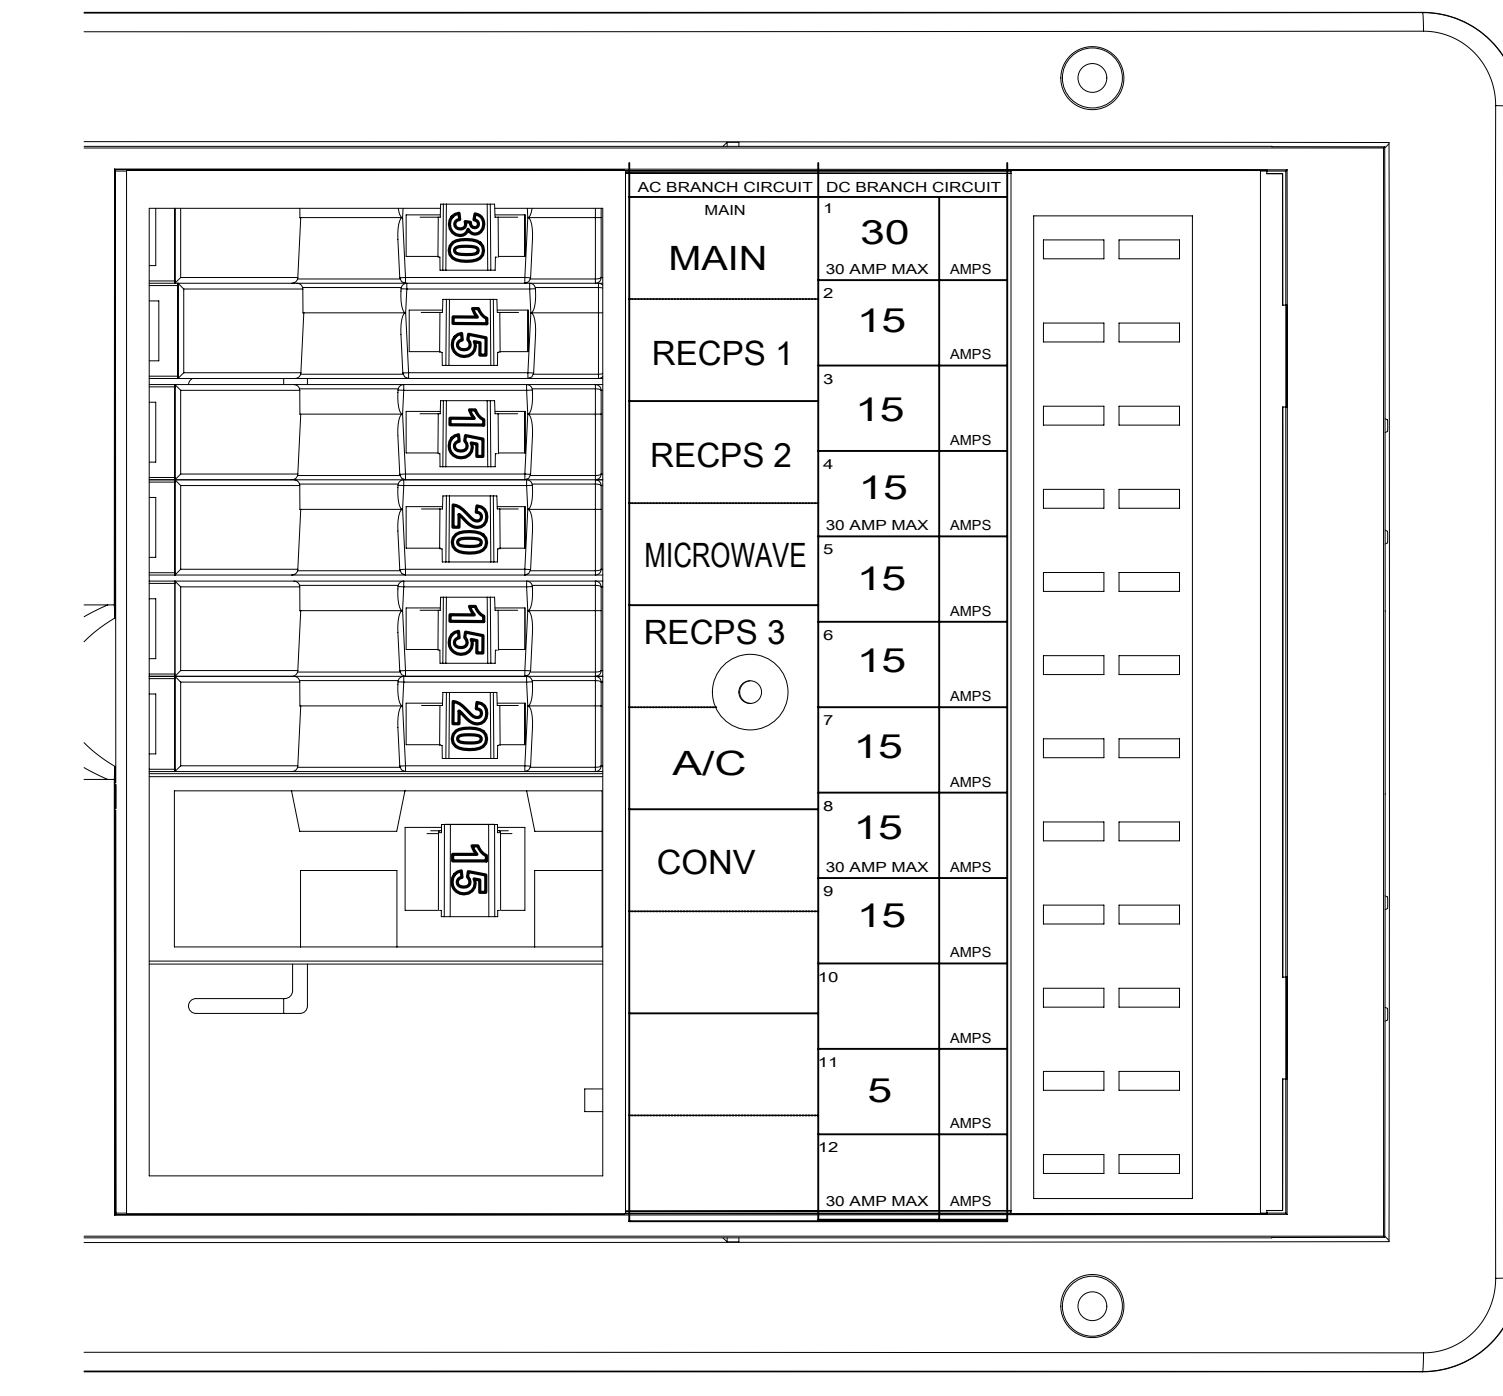 30
15
15
20
15
20
15
AC BRANCH CIRCUIT
MAIN
MAIN
RECPS 1
RECPS 2
MICROWAVE
RECPS 3
A/C
CONV
DC BRANCH CIRCUIT
1
30
30 AMP MAX AMPS
2
15
AMPS
3
15
AMPS
4
15
30 AMP MAX AMPS
5
15
AMPS
6
15
AMPS
7
15
AMPS
8
15
30 AMP MAX AMPS
9
15
AMPS
10
AMPS
11
5
AMPS
12
30 AMP MAX AMPS